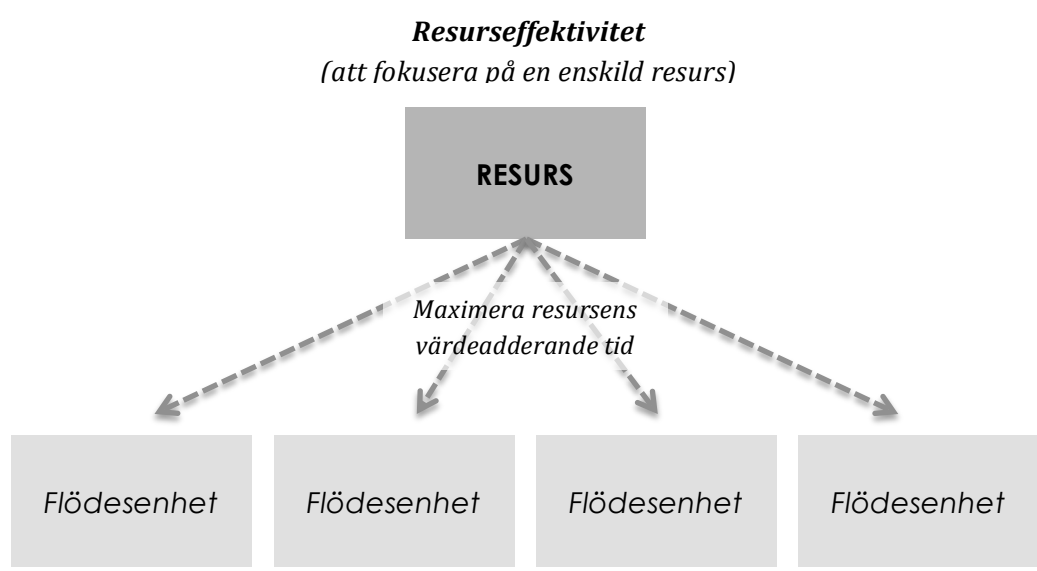 Resurseffektivitet
(att fokusera på en enskild resurs)
RESURS
Maximera resursens
värdeadderande tid
Flödesenhet
Flödesenhet
Flödesenhet
Flödesenhet